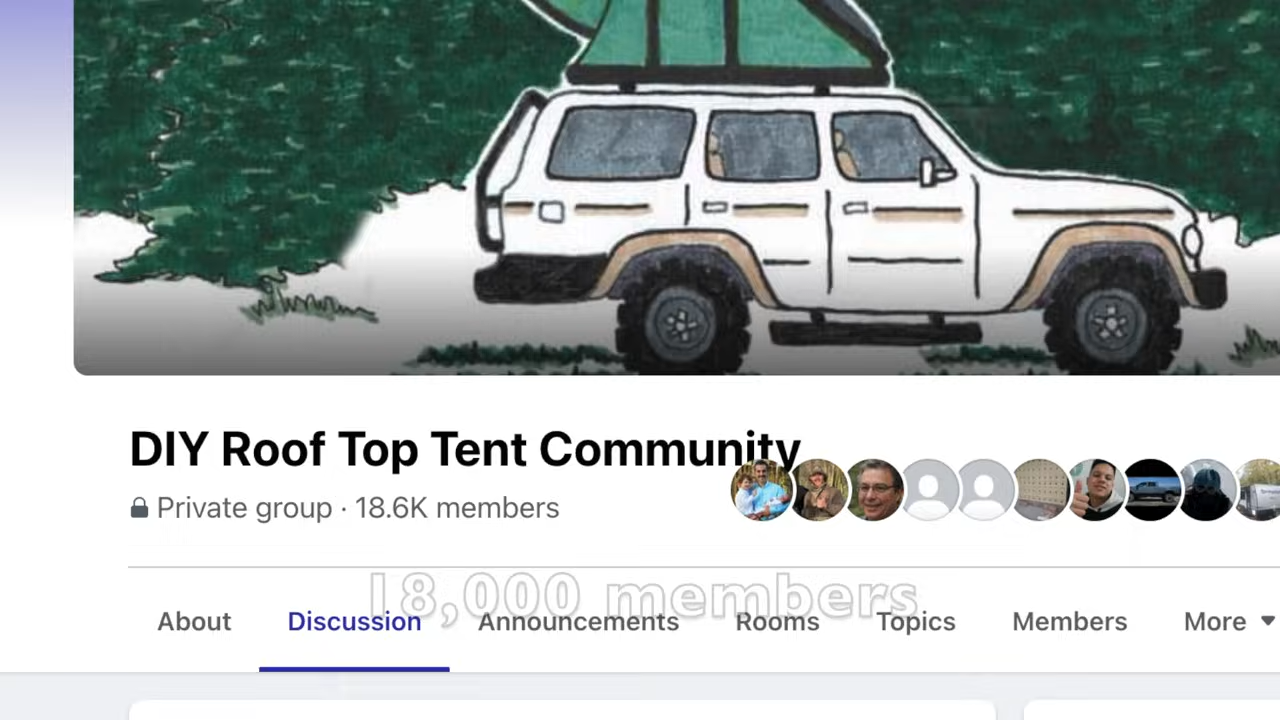 DIY Roof Top Tent Community
Private group · 18.6K members
18,000 members
About Discussion Announcements Rooms Topics Members More